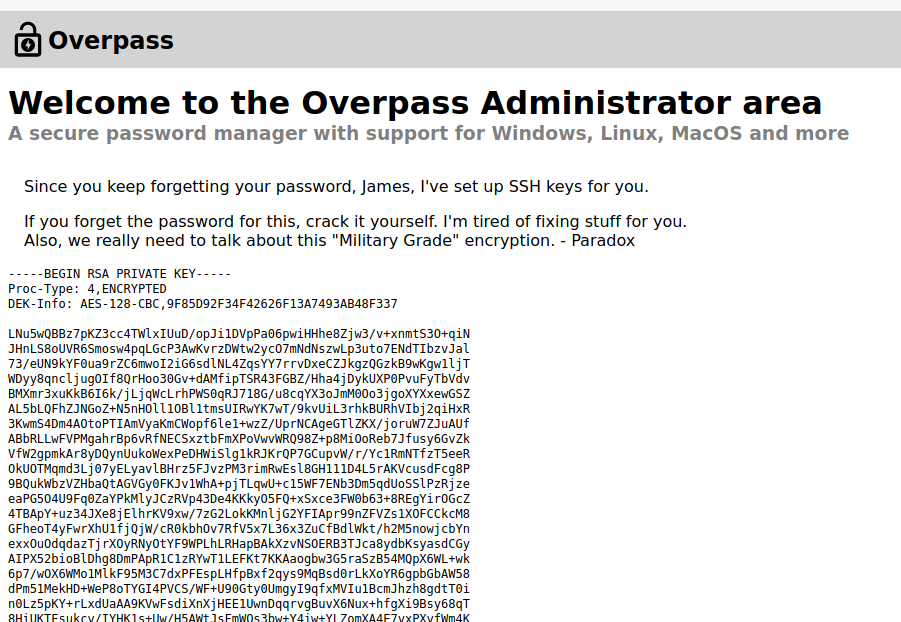 Overpass
Welcome to the Overpass Administrator area
A secure password manager with support for Windows, Linux, MacOS and more
Since you keep forgetting your password, James, I've set up SSH keys for you.
If you forget the password for this, crack it yourself. I'm tired of fixing stuff for you.
Also, we really need to talk about this "Military Grade" encryption. - Paradox
-----BEGIN RSA PRIVATE KEY-----
Proc-Type: 4,ENCRYPTED
DEK-Info: AES-128-CBC,9F85D92F34F42626F13A7493AB48F337
LNu5wQBBz7pKZ3cc4TWlxIUuD/opJi1DVpPa06pwiHHhe8Zjw3/v+xnmtS3O+qiN
JHnLS8oUVR6Smosw4pqLGcP3AwKvrzDWtw2ycO7mNdNszwLp3uto7ENdTIbzvJal
73/eUN9kYF0ua9rZC6mwoI2iG6sdlNL4ZqsYY7rrvDxeCZJkgzQGzkB9wKgw1ljT
WDyy8qncljugOIf8QrHoo30Gv+dAMfipTSR43FGBZ/Hha4jDykUXP0PvuFyTbVdv
BMXmr3xuKkB6I6k/jLjqWcLrhPWS0qRJ718G/u8cqYX3oJmM0Oo3jgoXYXxewGSZ
AL5bLQFhZJNGoZ+N5nHOll1OBl1tmsUIRwYK7wT/9kvUiL3rhkBURhVIbj2qiHxR
3KwmS4Dm4AOtoPTIAmVyaKmCWopf6le1+wzZ/UprNCAgeGTlZKX/joruW7ZJuAUf
ABbRLLwFVPMgahrBp6vRfNECSxztbFmXPoVwvWRQ98Z+p8MiOoReb7Jfusy6GvZk
VfW2gpmkAr8yDQynUukoWexPeDHWiSlg1kRJKrQP7GCupvW/r/Yc1RmNTfzT5eeR
OkUOTMqmd3Lj07yELyavlBHrz5FJvzPM3rimRwEsl8GH111D4L5rAKVcusdFcg8P
9BQukWbzVZHbaQtAGVGy0FKJv1WhA+pjTLqwU+c15WF7ENb3Dm5qdUoSSlPzRjze
eaPG5O4U9Fq0ZaYPkMlyJCzRVp43De4KKkyO5FQ+xSxce3FW0b63+8REgYirOGcZ
4TBApY+uz34JXe8jElhrKV9xw/7zG2LokKMnljG2YFIApr99nZFVZs1XOFCCkcM8
GFheoT4yFwrXhU1fjQjW/cR0kbhOv7RfV5x7L36x3ZuCfBdlWkt/h2M5nowjcbYn
exxOuOdqdazTjrXOyRNyOtYF9WPLhLRHapBAkXzvNSOERB3TJca8ydbKsyasdCGy
AIPX52bioBlDhg8DmPApR1C1zRYwT1LEFKt7KKAaogbw3G5raSzB54MQpX6WL+wk
6p7/wOX6WMo1MlkF95M3C7dxPFEspLHfpBxf2qys9MqBsd0rLkXoYR6gpbGbAW58
dPm51MekHD+WeP8oTYGI4PVCS/WF+U90Gty0UmgyI9qfxMVIu1BcmJhzh8gdtT0i
n0Lz5pKY+rLxdUaAA9KVwFsdiXnXjHEE1UwnDqqrvgBuvX6Nux+hfgXi9Bsy68qT
8HiUKTEsukcv/IYHK1s+Uw/H5AWtJsFmWQs3bw+Y4iw+YLZomXA4E7yxPXyfWm4K